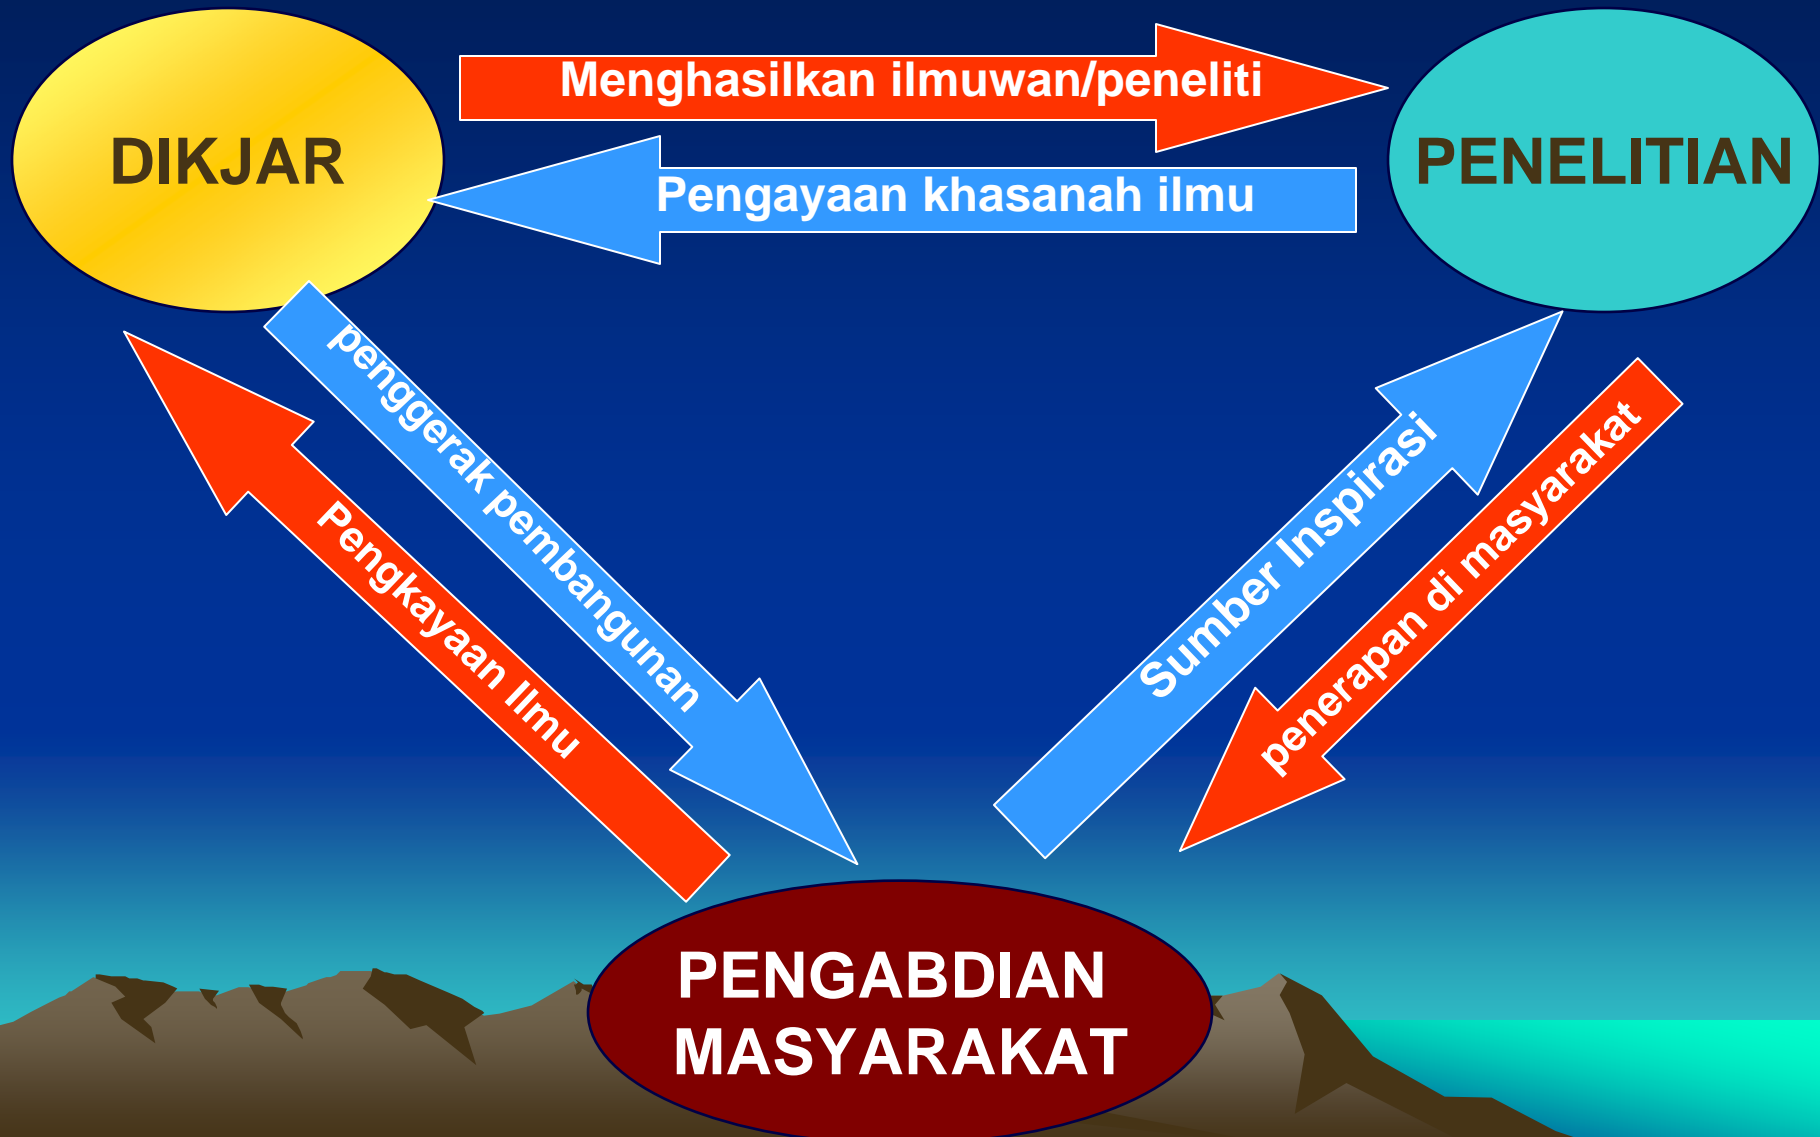 DIKJAR
Menghasilkan ilmuwan/peneliti
Pengayaan khasanah ilmu
PENELITIAN
penggerak pembangunan
Pengkayaan Ilmu
Sumber Inspirasi
penerapan di masyarakat
PENGABDIAN
MASYARAKAT